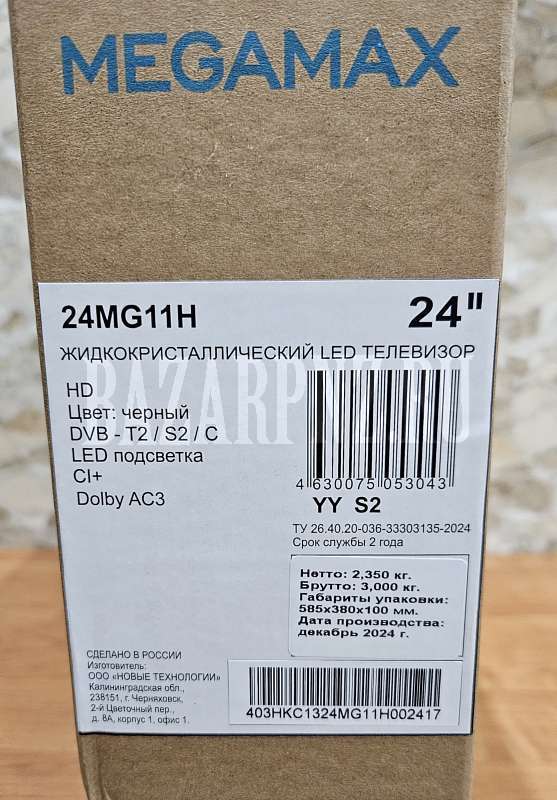 MEGAMAX
24MG11H
24"
ЖИДКОКРИСТАЛЛИЧЕСКИЙ LED ТЕЛЕВИЗОР
BAZARPNZ.RU
HD
Цвет: черный
DVB - T2 / S2 / C
LED подсветка
CI+
Dolby AC3
4 630075 053043
YY S2
ТУ 26.40.20-036-33303135-2024
Срок службы 2 года
Нетто: 2,350 кг.
Брутто: 3,000 кг.
Габариты упаковки:
585х380х100 мм.
Дата производства:
декабрь 2024 г.
СДЕЛАНО В РОССИИ
Изготовитель:
ООО «НОВЫЕ ТЕХНОЛОГИИ»
Калининградская обл.,
238151, г. Черняховск,
2-й Цветочный пер.,
д. 8А, корпус 1, офис 1.
403HKC1324MG11H002417